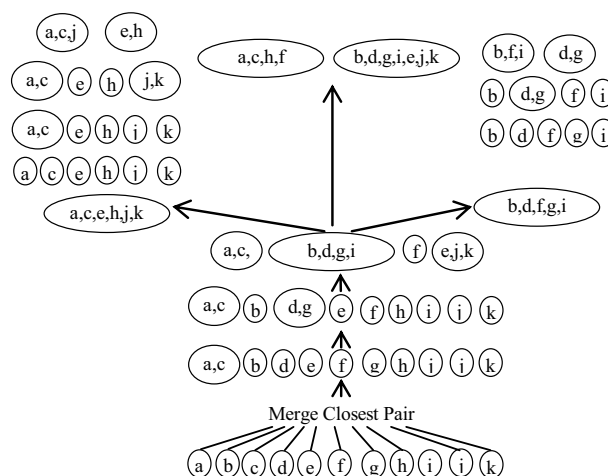 a,c,j e,h
a,c e h j,k
a,c e h j k
a c e h j k
a,c,e,h,j,k
a,c,h,f b,d,g,i,e,j,k
b,f,i d,g
b d,g f i
b d f g i
b,d,f,g,i
a,c, b,d,g,i f e,j,k
a,c b d,g e f h i j k
a,c b d e f g h j j k
Merge Closest Pair
a b c d e f g h i j k